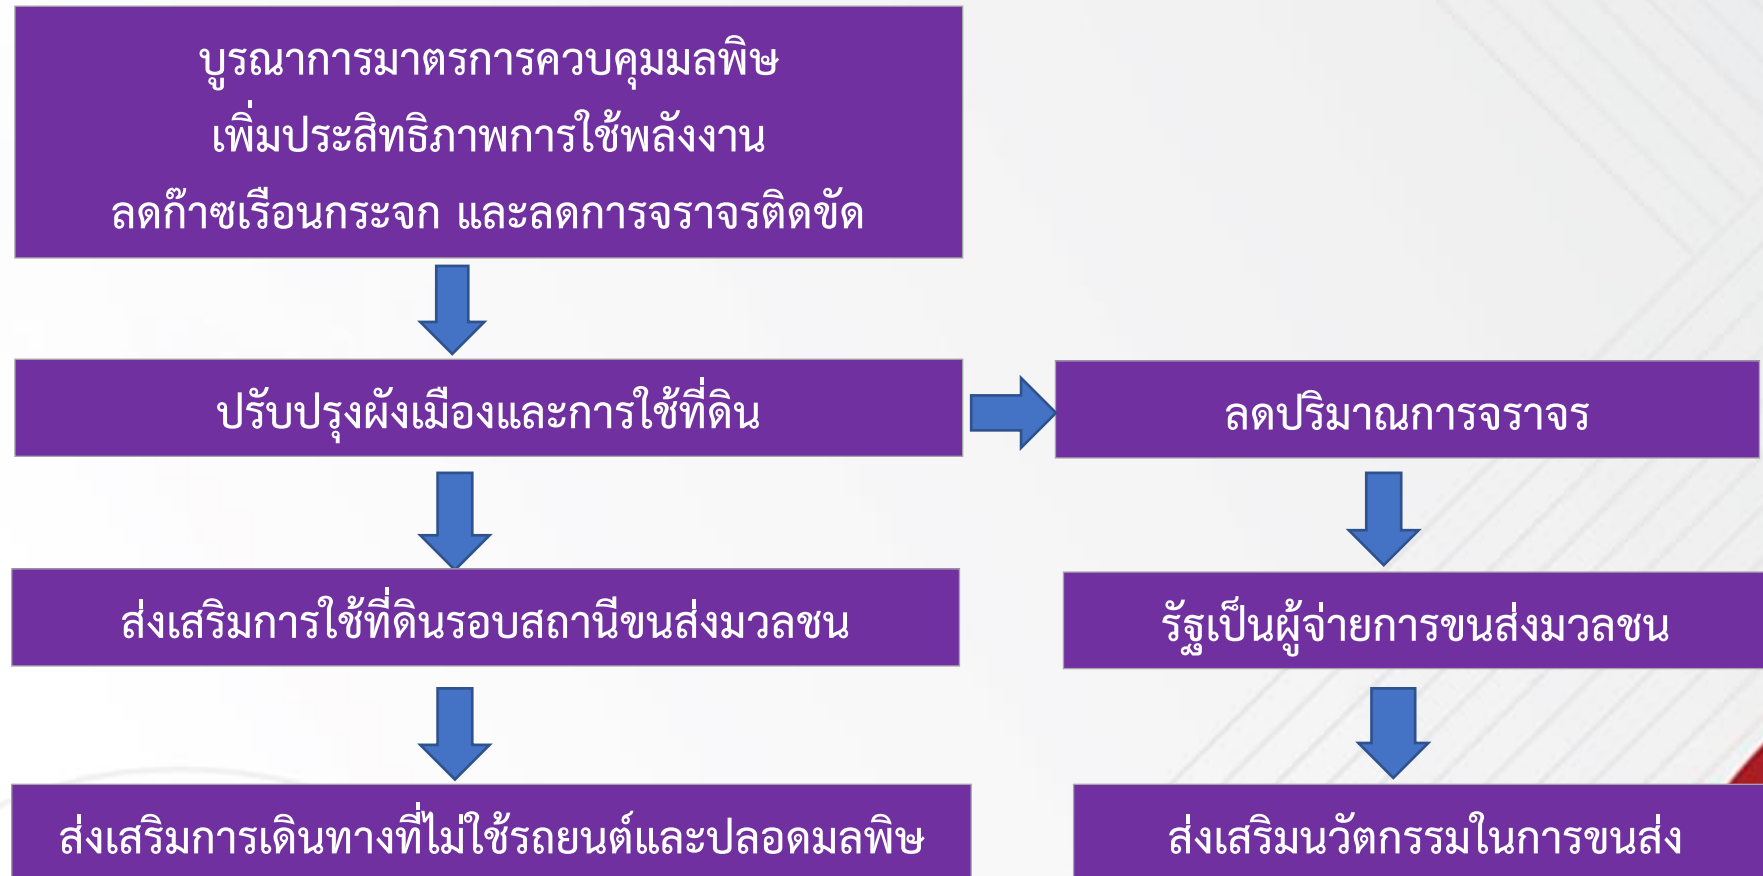 บูรณาการมาตรการควบคุมมลพิษ
เพิ่มประสิทธิภาพการใช้พลังงาน
ลดก๊าซเรือนกระจก และลดการจราจรติดขัด
ปรับปรุงผังเมืองและการใช้ที่ดิน
ลดปริมาณการจราจร
ส่งเสริมการใช้ที่ดินรอบสถานีขนส่งมวลชน
รัฐเป็นผู้จ่ายการขนส่งมวลชน
ส่งเสริมการเดินทางที่ไม่ใช้รถยนต์และปลอดมลพิษ
ส่งเสริมนวัตกรรมในการขนส่ง